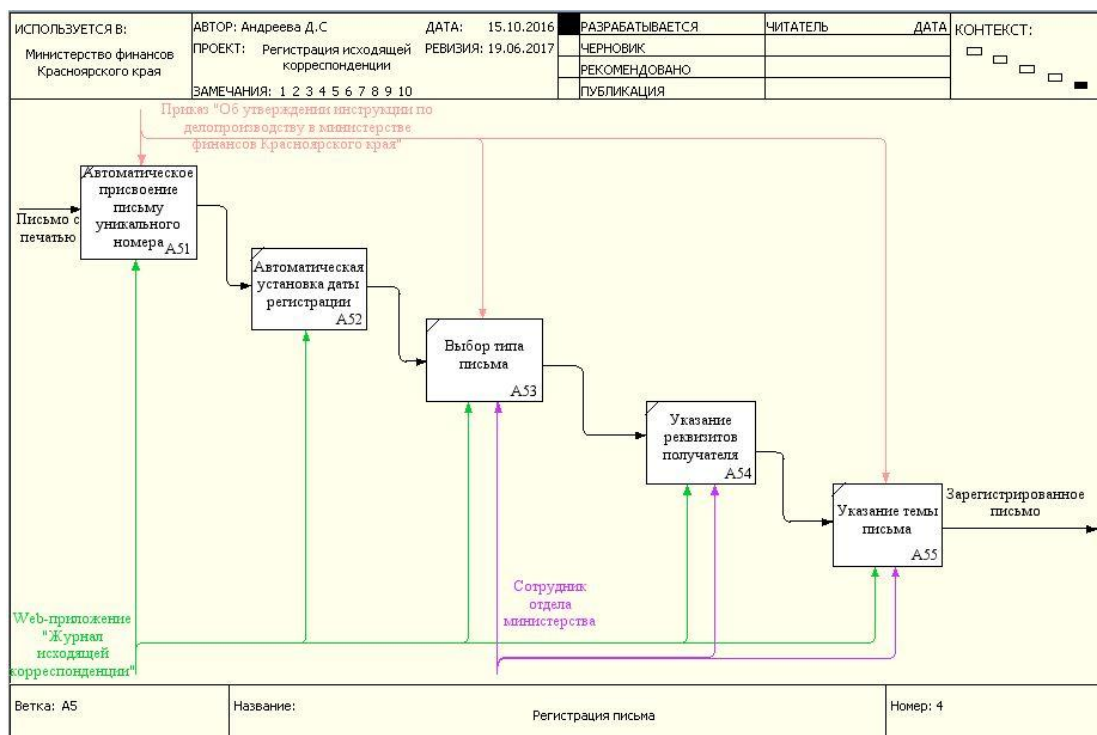 ИСПОЛЬЗУЕТСЯ В:
Министерство финансов
Красноярского края
АВТОР: Андреева Д.С
ДАТА: 15.10.2016
ПРОЕКТ: Регистрация исходящей
корреспонденции
РЕВИЗИЯ: 19.06.2017
ЗАМЕЧАНИЯ: 1 2 3 4 5 6 7 8 9 10
РАЗРАБАТЫВАЕТСЯ
ЧЕРНОВИК
РЕКОМЕНДОВАНО
ПУБЛИКАЦИЯ
ЧИТАТЕЛЬ
ДАТА
КОНТЕКСТ:
Приказ "Об утверждении инструкции по
делопроизводству в министерстве
финансов Красноярского края"
Письмо с
печатью
Автоматическое
присвоение
письму
уникального
номера
A51
Автоматическая
установка даты
регистрации
A52
Выбор типа
письма
A53
Указание
реквизитов
получателя
A54
Указание темы
письма
A55
Зарегистрированное
письмо
Сотрудник
отдела
министерства
Web-приложение
"Журнал
исходящей
корреспонденции"
Ветка: A5
Название:
Регистрация письма
Номер: 4